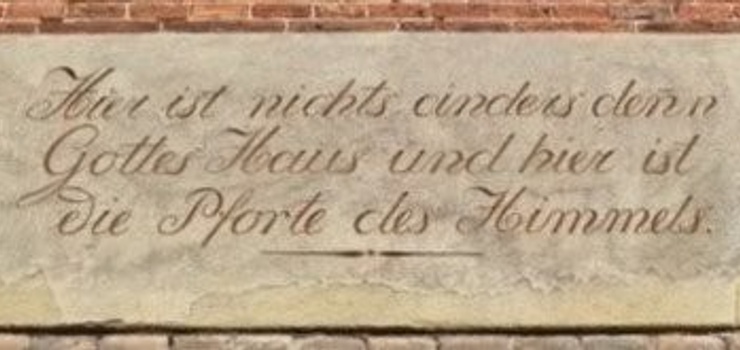 Hier ist nichts anders denn
Gottes Haus und hier ist
die Pforte des Himmels.